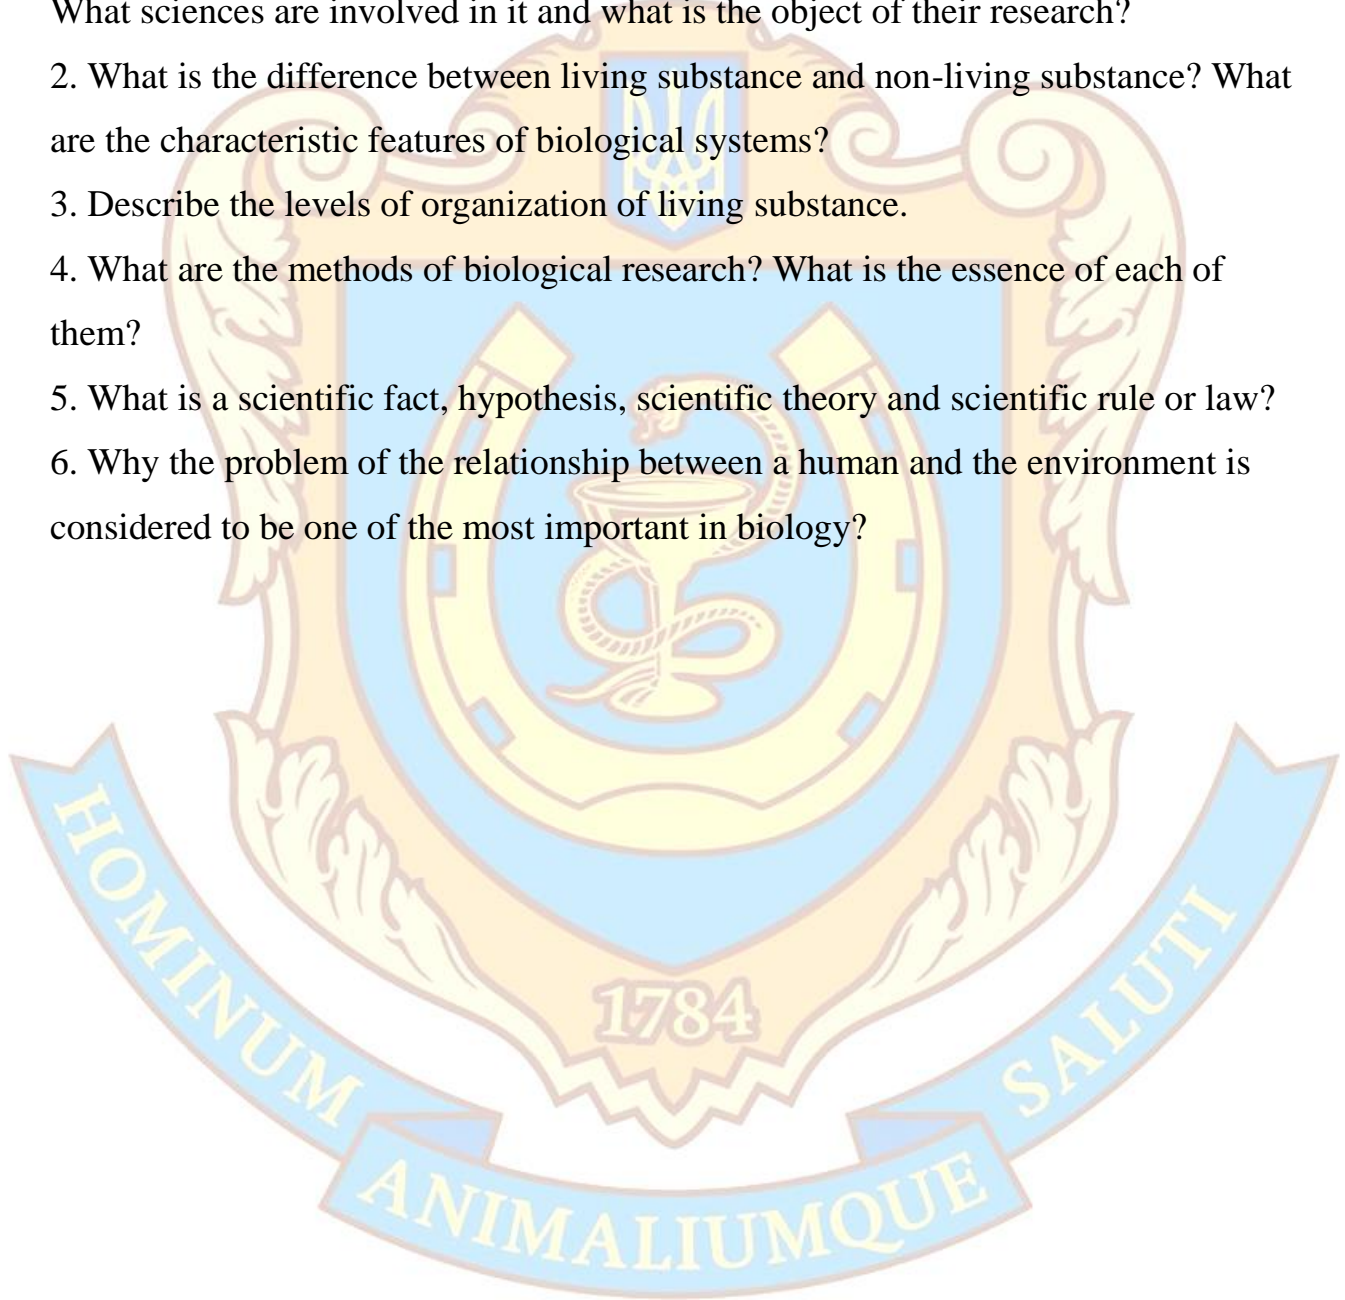 What sciences are involved in it and what is the object of their research?
2. What is the difference between living substance and non-living substance? What
are the characteristic features of biological systems?
3. Describe the levels of organization of living substance.
4. What are the methods of biological research? What is the essence of each of
them?
5. What is a scientific fact, hypothesis, scientific theory and scientific rule or law?
6. Why the problem of the relationship between a human and the environment is
considered to be one of the most important in biology?
1784
HOMINUM
ANIMALIUMQUE
SALUTI